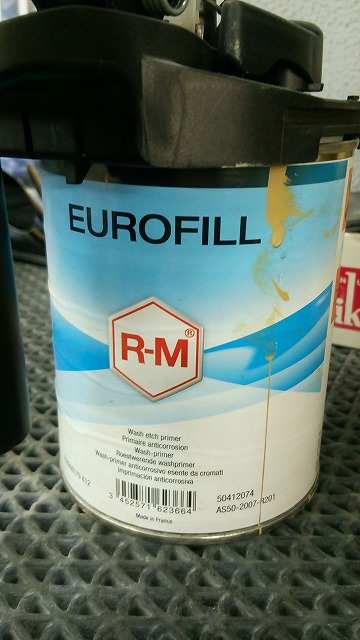 EUROFILL
R-M®
Wash etch primer
Primaire anticorrosion
Wash-primer
Roestwerende washprimer
Wash-primer anticorrosivo esente da cromati
Imprimación anticorrosiva
50412074
AS50-2007-R201
3 452571 623664
Made in France